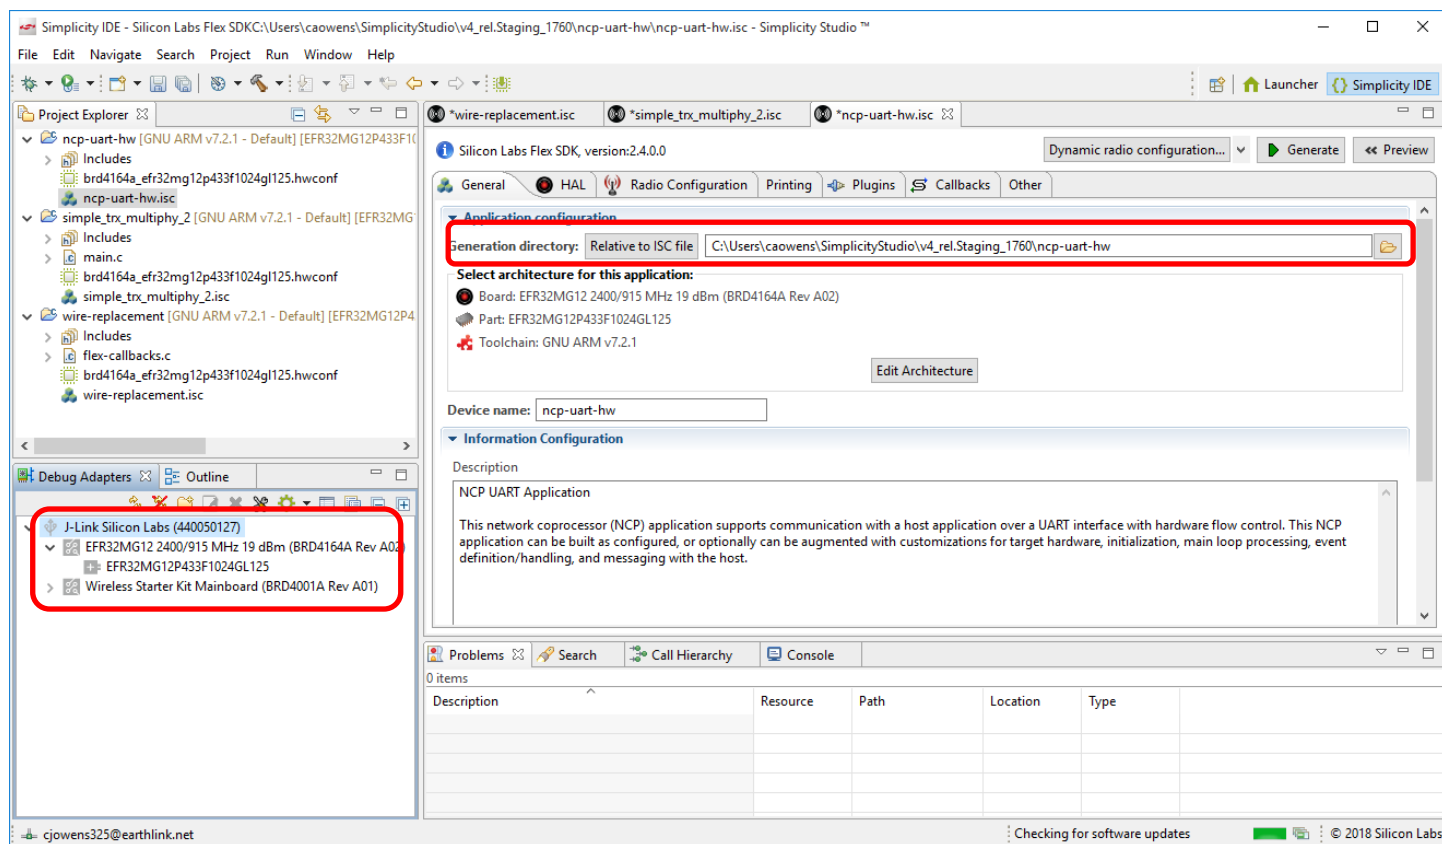 Simplicity IDE - Silicon Labs Flex SDKC:\Users\caowens\SimplicityStudio\v4_rel.Staging_1760\ncp-uart-hw\ncp-uart-hw.isc - Simplicity Studio ™
File Edit Navigate Search Project Run Window Help
Launcher Simplicity IDE
Project Explorer
ncp-uart-hw [GNU ARM v7.2.1 - Default] [EFR32MG12P433F1
Includes
brd4164a_efr32mg12p433f1024gl125.hwconf
ncp-uart-hw.isc
simple_trx_multiphy_2 [GNU ARM v7.2.1 - Default] [EFR32MG
Includes
main.c
brd4164a_efr32mg12p433f1024gl125.hwconf
simple_trx_multiphy_2.isc
wire-replacement [GNU ARM v7.2.1 - Default] [EFR32MG12P4
Includes
flex-callbacks.c
brd4164a_efr32mg12p433f1024gl125.hwconf
wire-replacement.isc
Debug Adapters Outline
J-Link Silicon Labs (440050127)
EFR32MG12 2400/915 MHz 19 dBm (BRD4164A Rev A02)
EFR32MG12P433F1024GL125
Wireless Starter Kit Mainboard (BRD4001A Rev A01)
*wire-replacement.isc *simple_trx_multiphy_2.isc *ncp-uart-hw.isc
Silicon Labs Flex SDK, version:2.4.0.0 Dynamic radio configuration... Generate Preview
General HAL Radio Configuration Printing Plugins Callbacks Other
Application configuration
Generation directory: Relative to ISC file C:\Users\caowens\SimplicityStudio\v4_rel.Staging_1760\ncp-uart-hw
Select architecture for this application:
Board: EFR32MG12 2400/915 MHz 19 dBm (BRD4164A Rev A02)
Part: EFR32MG12P433F1024GL125
Toolchain: GNU ARM v7.2.1
Edit Architecture
Device name: ncp-uart-hw
Information Configuration
Description
NCP UART Application
This network coprocessor (NCP) application supports communication with a host application over a UART interface with hardware flow control. This NCP
application can be built as configured, or optionally can be augmented with customizations for target hardware, initialization, main loop processing, event
definition/handling, and messaging with the host.
Problems Search Call Hierarchy Console
0 items
Description Resource Path Location Type
cjowens325@earthlink.net Checking for software updates © 2018 Silicon Labs